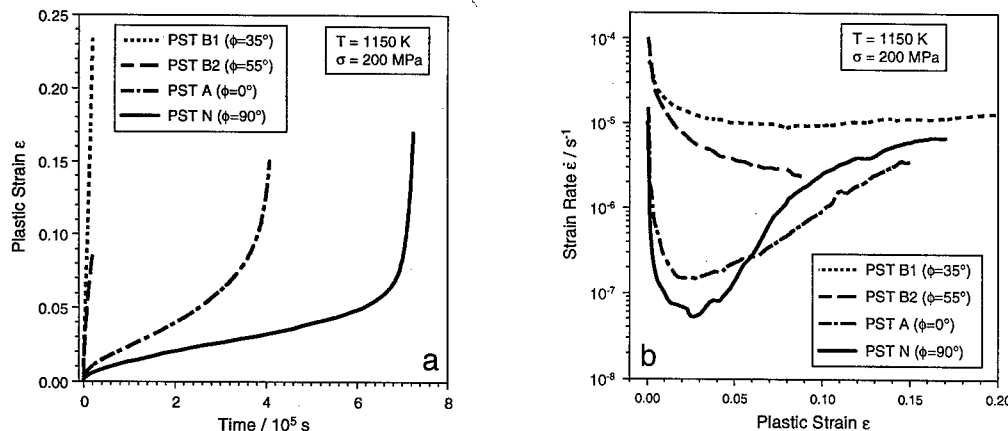 0.25
0.20
0.15
0.10
0.05
0.00
Plastic Strain ε
PST B1 (ϕ=35°)
PST B2 (ϕ=55°)
PST A (ϕ=0°)
PST N (ϕ=90°)
T = 1150 K
σ = 200 MPa
a
0 2 4 6 8
Time / 10⁵ s
10⁻⁴
10⁻⁵
10⁻⁶
10⁻⁷
10⁻⁸
Strain Rate ε̇ / s⁻¹
T = 1150 K
σ = 200 MPa
PST B1 (ϕ=35°)
PST B2 (ϕ=55°)
PST A (ϕ=0°)
PST N (ϕ=90°)
b
0.00 0.05 0.10 0.15 0.20
Plastic Strain ε